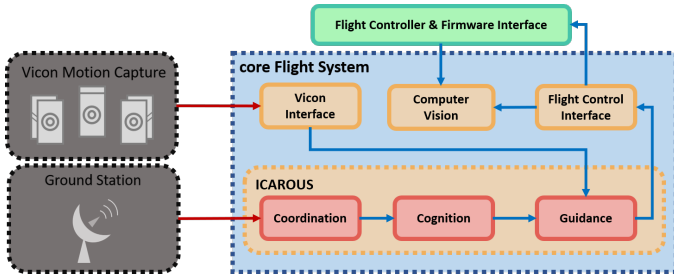 Flight Controller & Firmware Interface
Vicon Motion Capture
core Flight System
Vicon
Interface
Computer
Vision
Flight Control
Interface
Ground Station
ICAROUS
Coordination
Cognition
Guidance